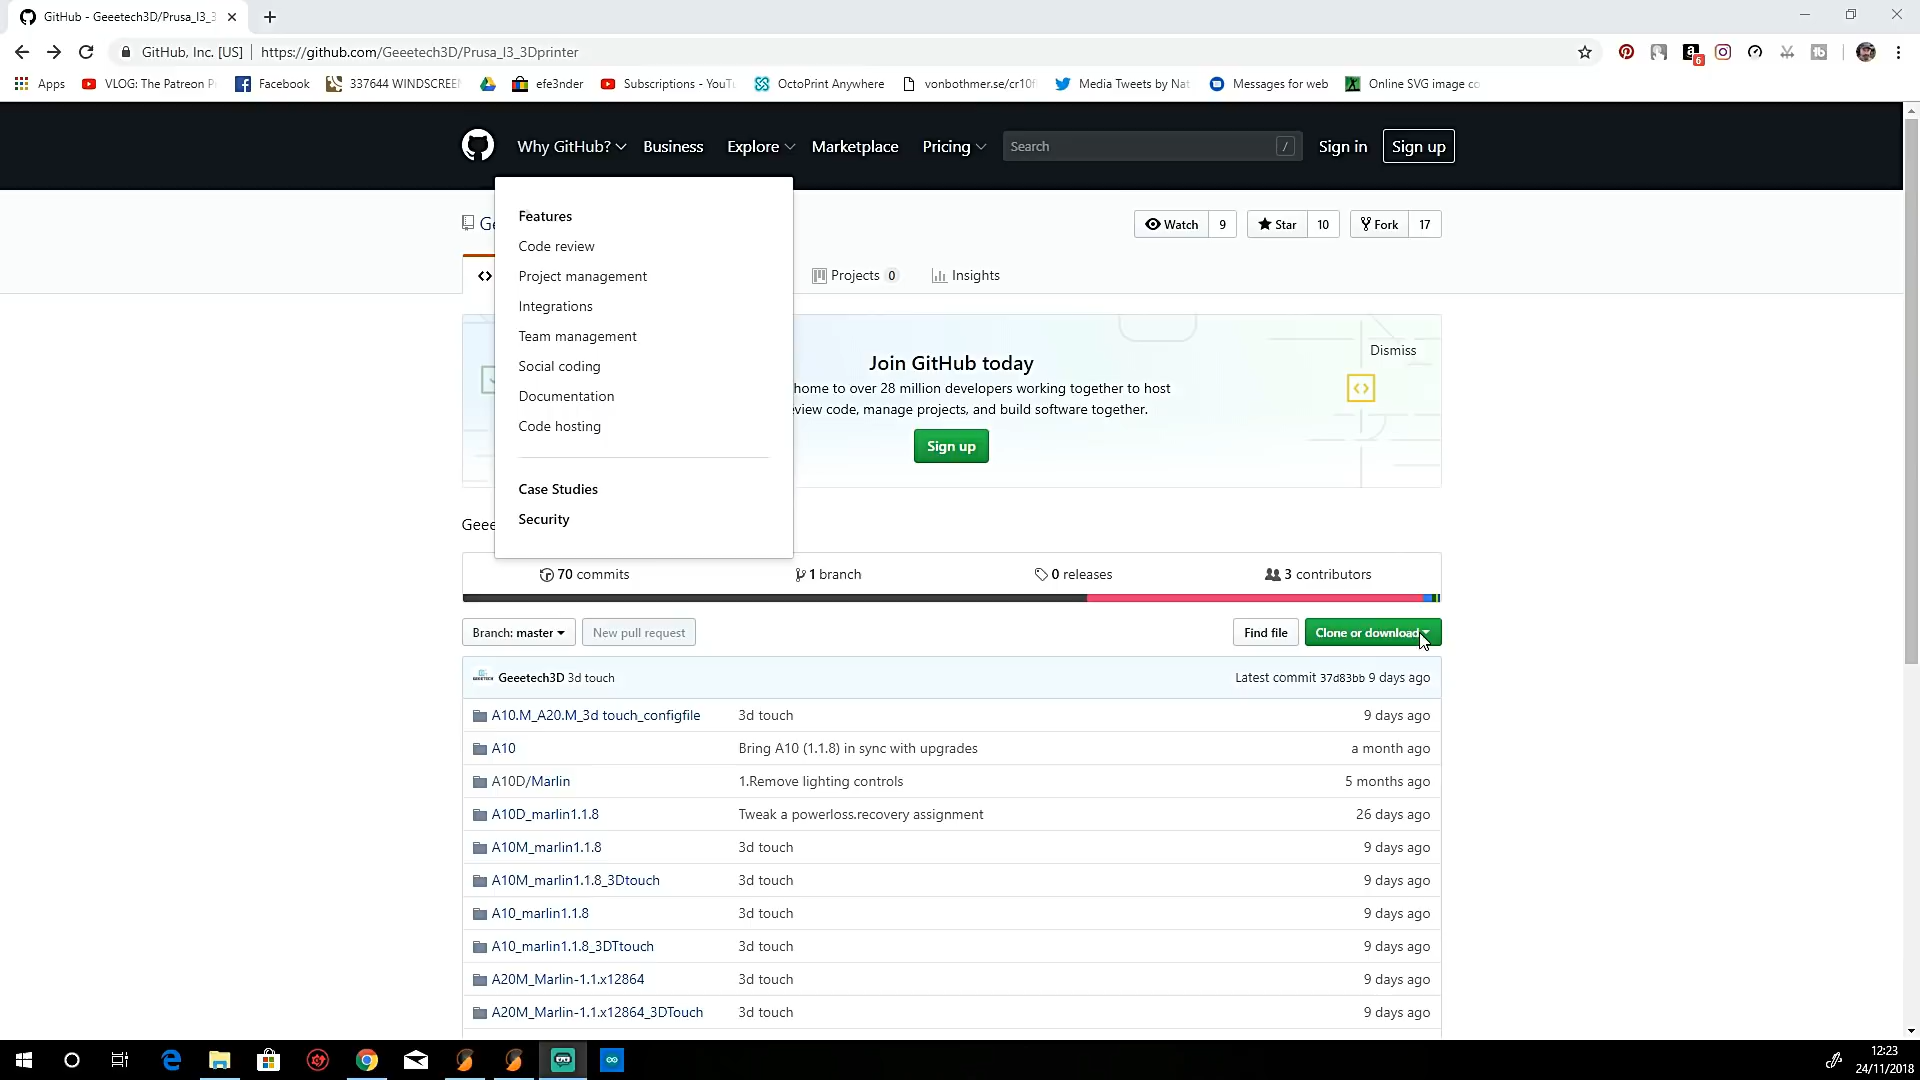 GitHub - Geeetech3D/Prusa_I3_3
GitHub, Inc. [US] | https://github.com/Geeetech3D/Prusa_I3_3Dprinter
6
Apps VLOG: The Patreon P Facebook 337644 WINDSCREE efe3nder Subscriptions - YouTu OctoPrint Anywhere vonbothmer.se/cr10f Media Tweets by Nat Messages for web Online SVG image co
Why GitHub? Business Explore Marketplace Pricing Search / Sign in Sign up
Features
Code review
Project management
Integrations
Team management
Social coding
Documentation
Code hosting
Case Studies
Security
Ge
Watch 9 Star 10 Fork 17
Projects 0 Insights
Dismiss
Join GitHub today
home to over 28 million developers working together to host
view code, manage projects, and build software together.
Sign up
Geee
70 commits 1 branch 0 releases 3 contributors
Branch: master New pull request Find file Clone or download
GEEETECH Geeetech3D 3d touch Latest commit 37d83bb 9 days ago
A10.M_A20.M_3d touch_configfile 3d touch 9 days ago
A10 Bring A10 (1.1.8) in sync with upgrades a month ago
A10D/Marlin 1.Remove lighting controls 5 months ago
A10D_marlin1.1.8 Tweak a powerloss.recovery assignment 26 days ago
A10M_marlin1.1.8 3d touch 9 days ago
A10M_marlin1.1.8_3Dtouch 3d touch 9 days ago
A10_marlin1.1.8 3d touch 9 days ago
A10_marlin1.1.8_3DTtouch 3d touch 9 days ago
A20M_Marlin-1.1.x12864 3d touch 9 days ago
A20M_Marlin-1.1.x12864_3DTouch 3d touch 9 days ago
12:23
24/11/2018